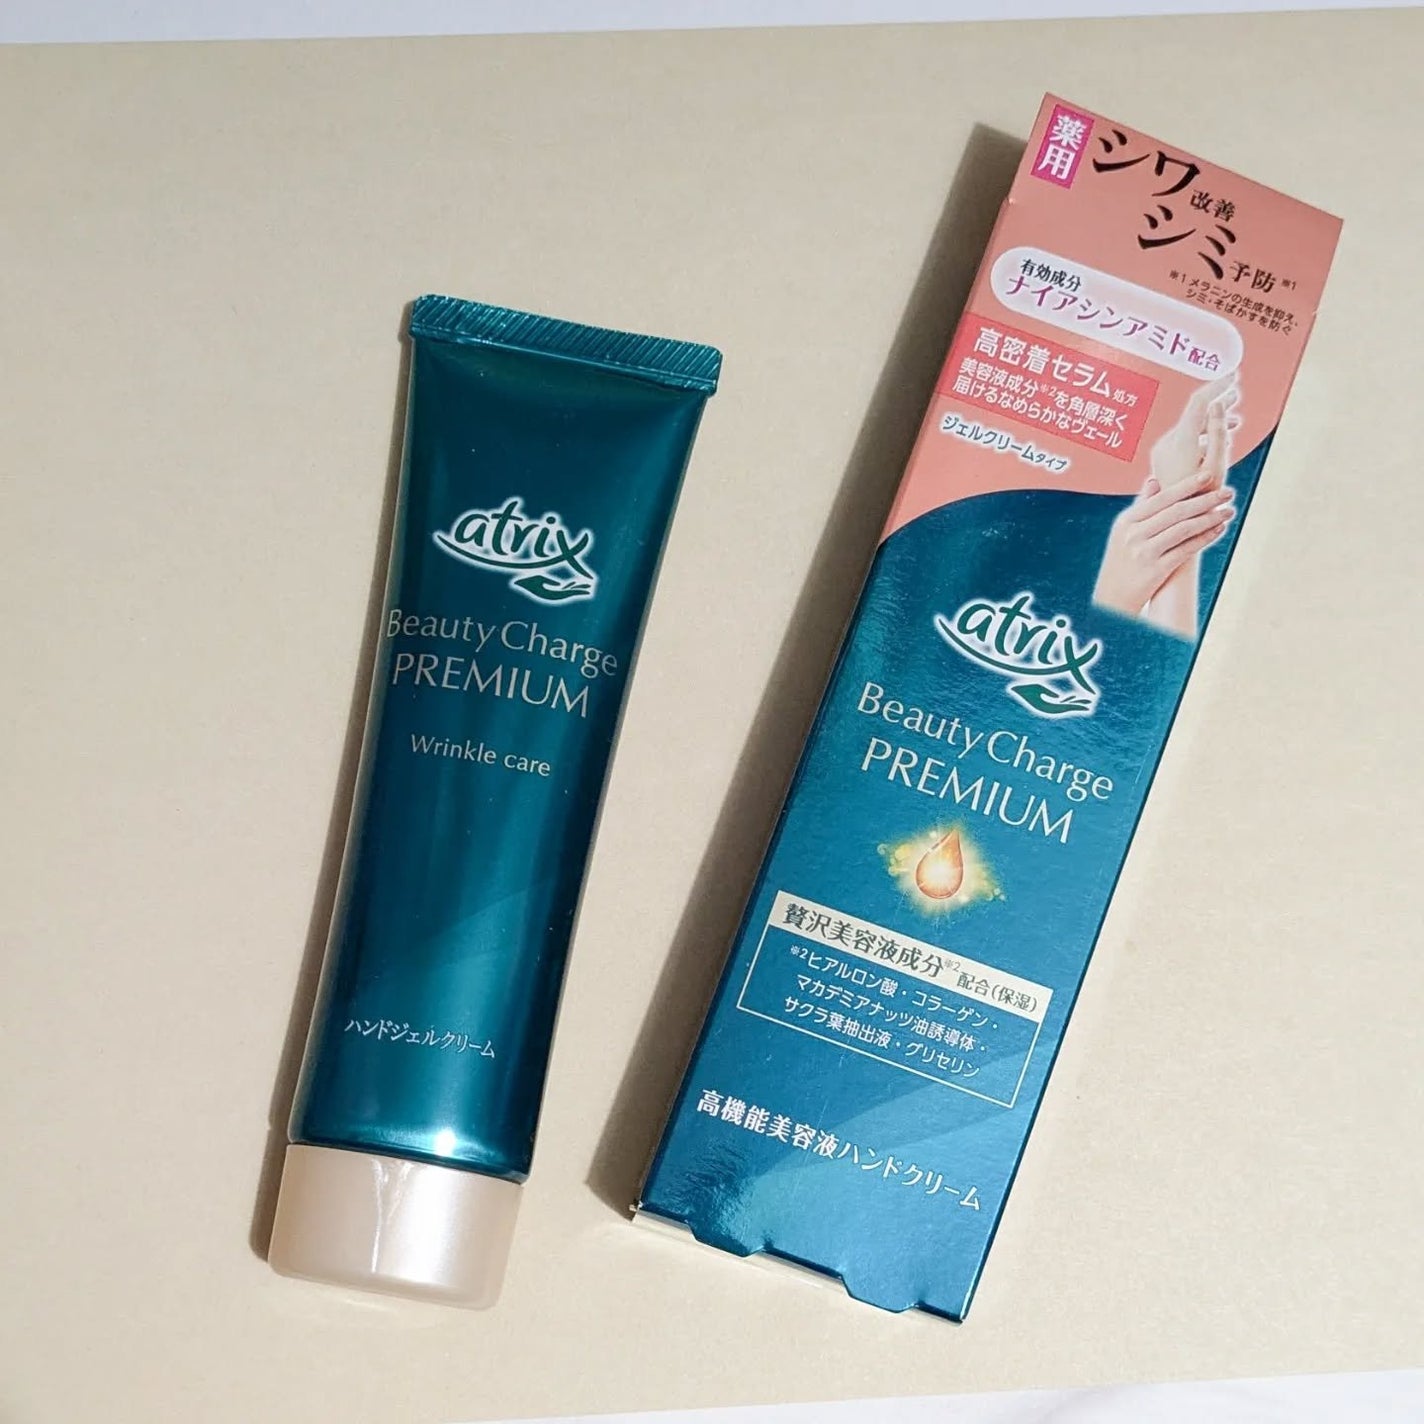 atrix
Beauty Charge
PREMIUM
Wrinkle care
ハンドジェルクリーム
薬用
シワ改善
シミ予防※1
※1 メラニンの生成を抑え、
シミ・そばかすを防ぐ
有効成分
ナイアシンアミド配合
高密着セラム処方
美容液成分※2を角層深く
届けるなめらかなヴェール
ジェルクリームタイプ
atrix
Beauty Charge
PREMIUM
贅沢美容液成分※2配合(保湿)
※2ヒアルロン酸・コラーゲン・
マカデミアナッツ油誘導体・
サクラ葉抽出液・グリセリン
高機能美容液ハンドクリーム